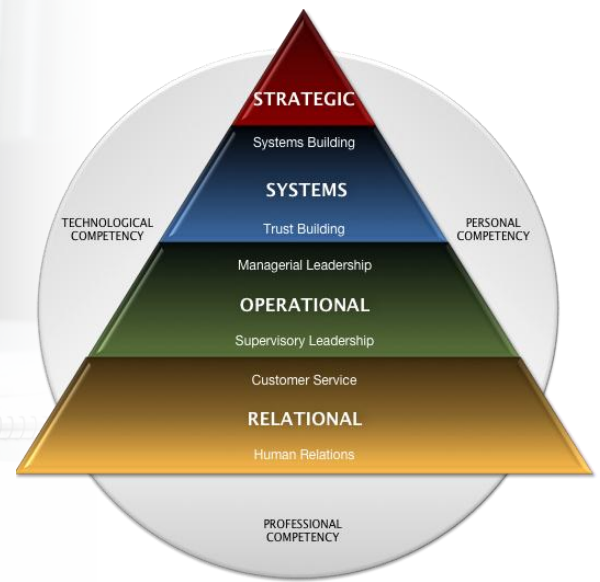 STRATEGIC
Systems Building
SYSTEMS
TECHNOLOGICAL
COMPETENCY
Trust Building
PERSONAL
COMPETENCY
Managerial Leadership
OPERATIONAL
Supervisory Leadership
Customer Service
RELATIONAL
Human Relations
PROFESSIONAL
COMPETENCY